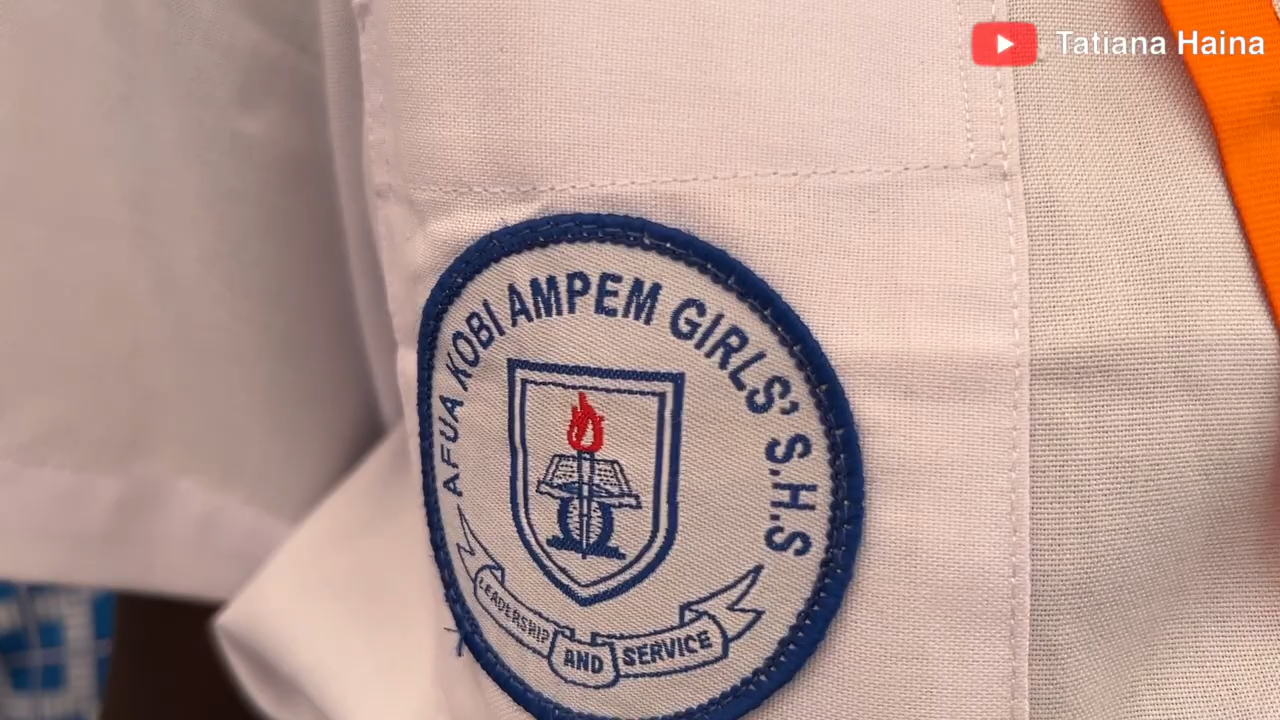 Tatiana Haina
AFUA KOBI AMPEM GIRLS' S.H.S
LEADERSHIP AND SERVICE